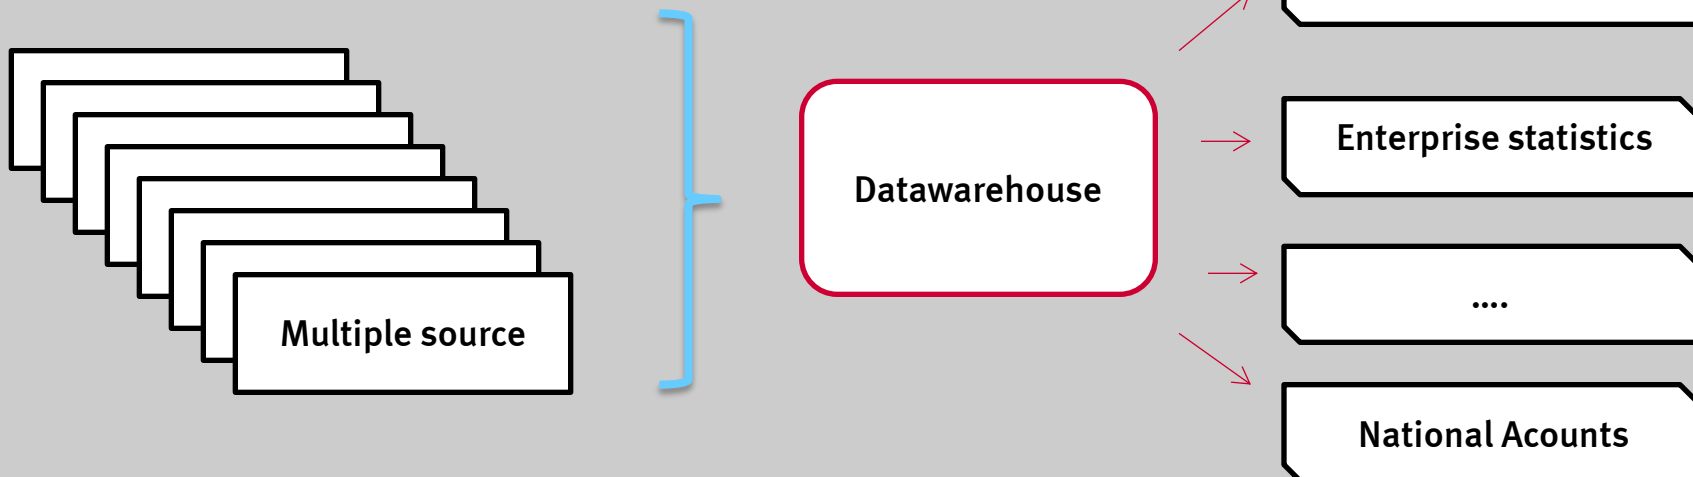 Multiple source
Datawarehouse
Enterprise statistics
....
National Acounts